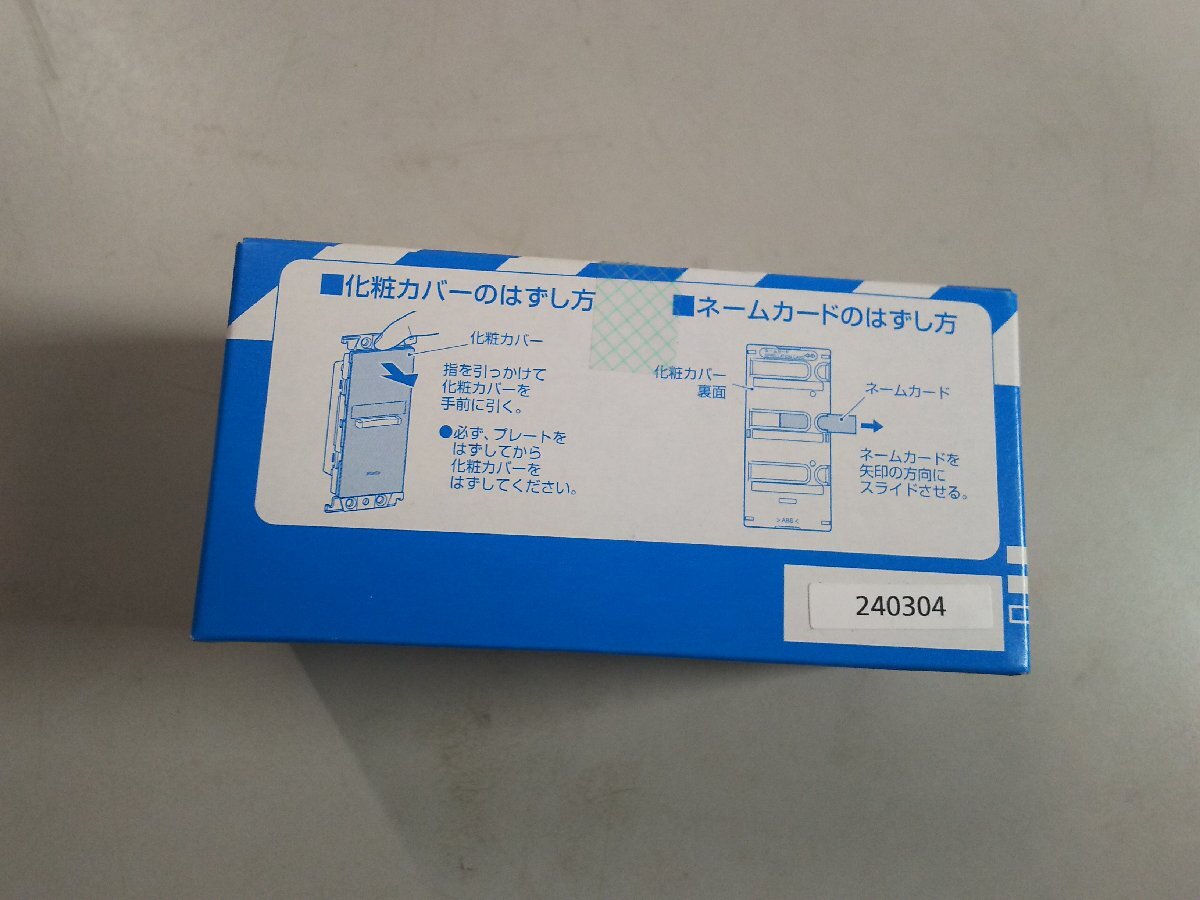 ■化粧カバーのはずし方
化粧カバー
指を引っかけて
化粧カバーを
手前に引く。
●必ず、プレートを
はずしてから
化粧カバーを
はずしてください。
■ネームカードのはずし方
化粧カバー
裏面
ネームカード
ネームカードを
矢印の方向に
スライドさせる。
>ABS<
240304